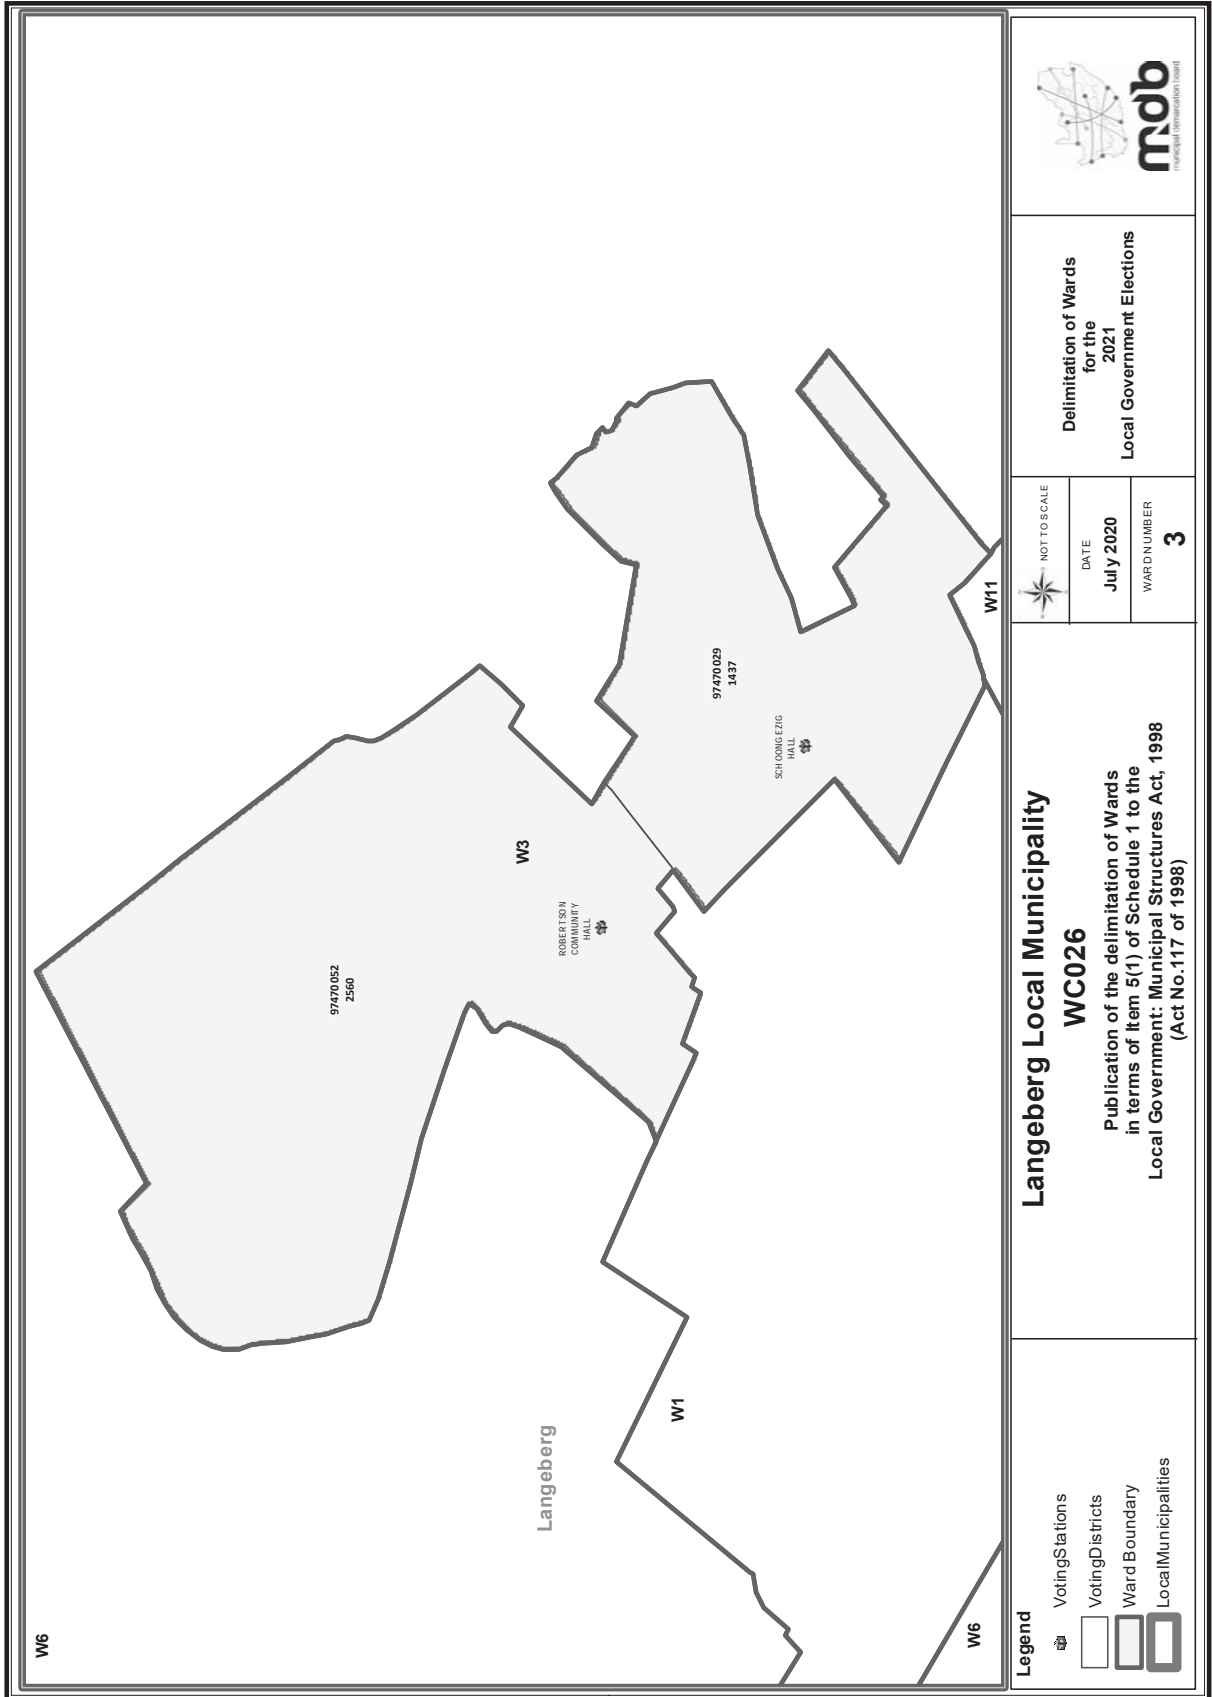 W6
W6
Langeberg
W1
97470052
2560
ROBERTSON
COMMUNITY
HALL
W3
SCHOONGEZIG
HALL
97470029
1437
W11
Legend
VotingStations
VotingDistricts
Ward Boundary
LocalMunicipalities
Langeberg Local Municipality
WC026
Publication of the delimitation of Wards
in terms of Item 5(1) of Schedule 1 to the
Local Government: Municipal Structures Act, 1998
(Act No.117 of 1998)
NOT TO SCALE
DATE
July 2020
WARD NUMBER
3
Delimitation of Wards
for the
2021
Local Government Elections
mdb
municipal demarcation board